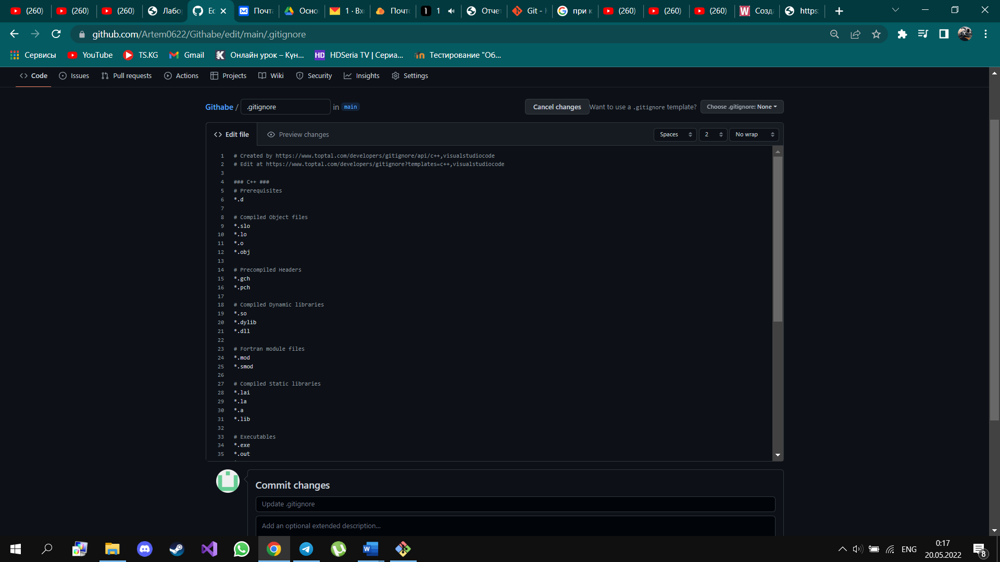 (260)
(260)
(260)
Лабо
Ec
Почта
Осно
1 · Вх
Почто
1
Отчет
Git -
при к
(260)
(260)
(260)
Созда
https:
github.com/Artem0622/Githabe/edit/main/.gitignore
Сервисы
YouTube
TS.KG
Gmail
Онлайн урок – Күн...
HD HDSeria TV | Сериа...
Тестирование "Об...
Code
Issues
Pull requests
Actions
Projects
Wiki
Security
Insights
Settings
Githabe / .gitignore in main
Cancel changes
Want to use a .gitignore template?
Choose .gitignore: None
Edit file
Preview changes
Spaces
2
No wrap
1 # Created by https://www.toptal.com/developers/gitignore/api/c++,visualstudiocode
2 # Edit at https://www.toptal.com/developers/gitignore?templates=c++,visualstudiocode
3
4 ### C++ ###
5 # Prerequisites
6 *.d
7
8 # Compiled Object files
9 *.slo
10 *.lo
11 *.o
12 *.obj
13
14 # Precompiled Headers
15 *.gch
16 *.pch
17
18 # Compiled Dynamic libraries
19 *.so
20 *.dylib
21 *.dll
22
23 # Fortran module files
24 *.mod
25 *.smod
26
27 # Compiled Static libraries
28 *.lai
29 *.la
30 *.a
31 *.lib
32
33 # Executables
34 *.exe
35 *.out
Commit changes
Update .gitignore
Add an optional extended description...
ENG
0:17
20.05.2022
8